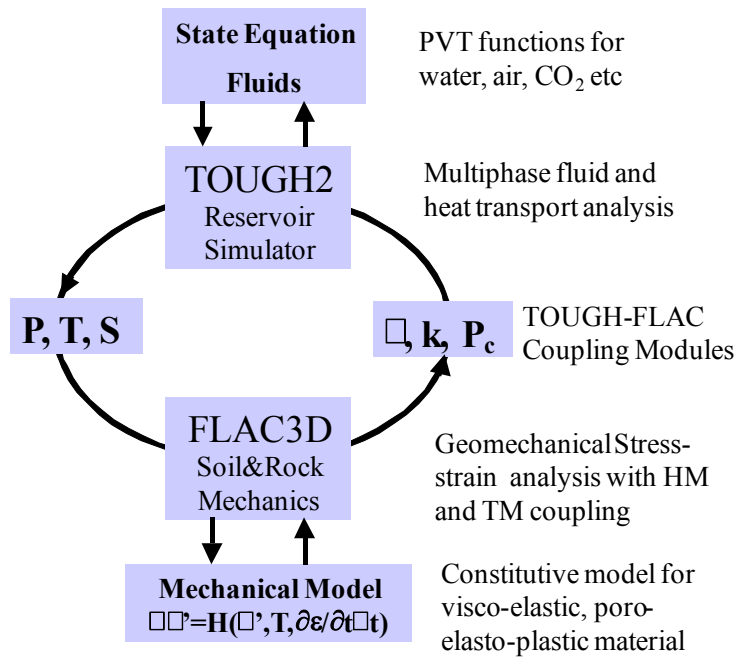 State Equation
Fluids
PVT functions for
water, air, CO₂ etc
TOUGH2
Reservoir
Simulator
Multiphase fluid and
heat transport analysis
P, T, S
□, k, Pc
TOUGH-FLAC
Coupling Modules
FLAC3D
Soil&Rock
Mechanics
Geomechanical Stress-
strain analysis with HM
and TM coupling
Mechanical Model
□□'=H(□',T,∂ε/∂t□t)
Constitutive model for
visco-elastic, poro-
elasto-plastic material